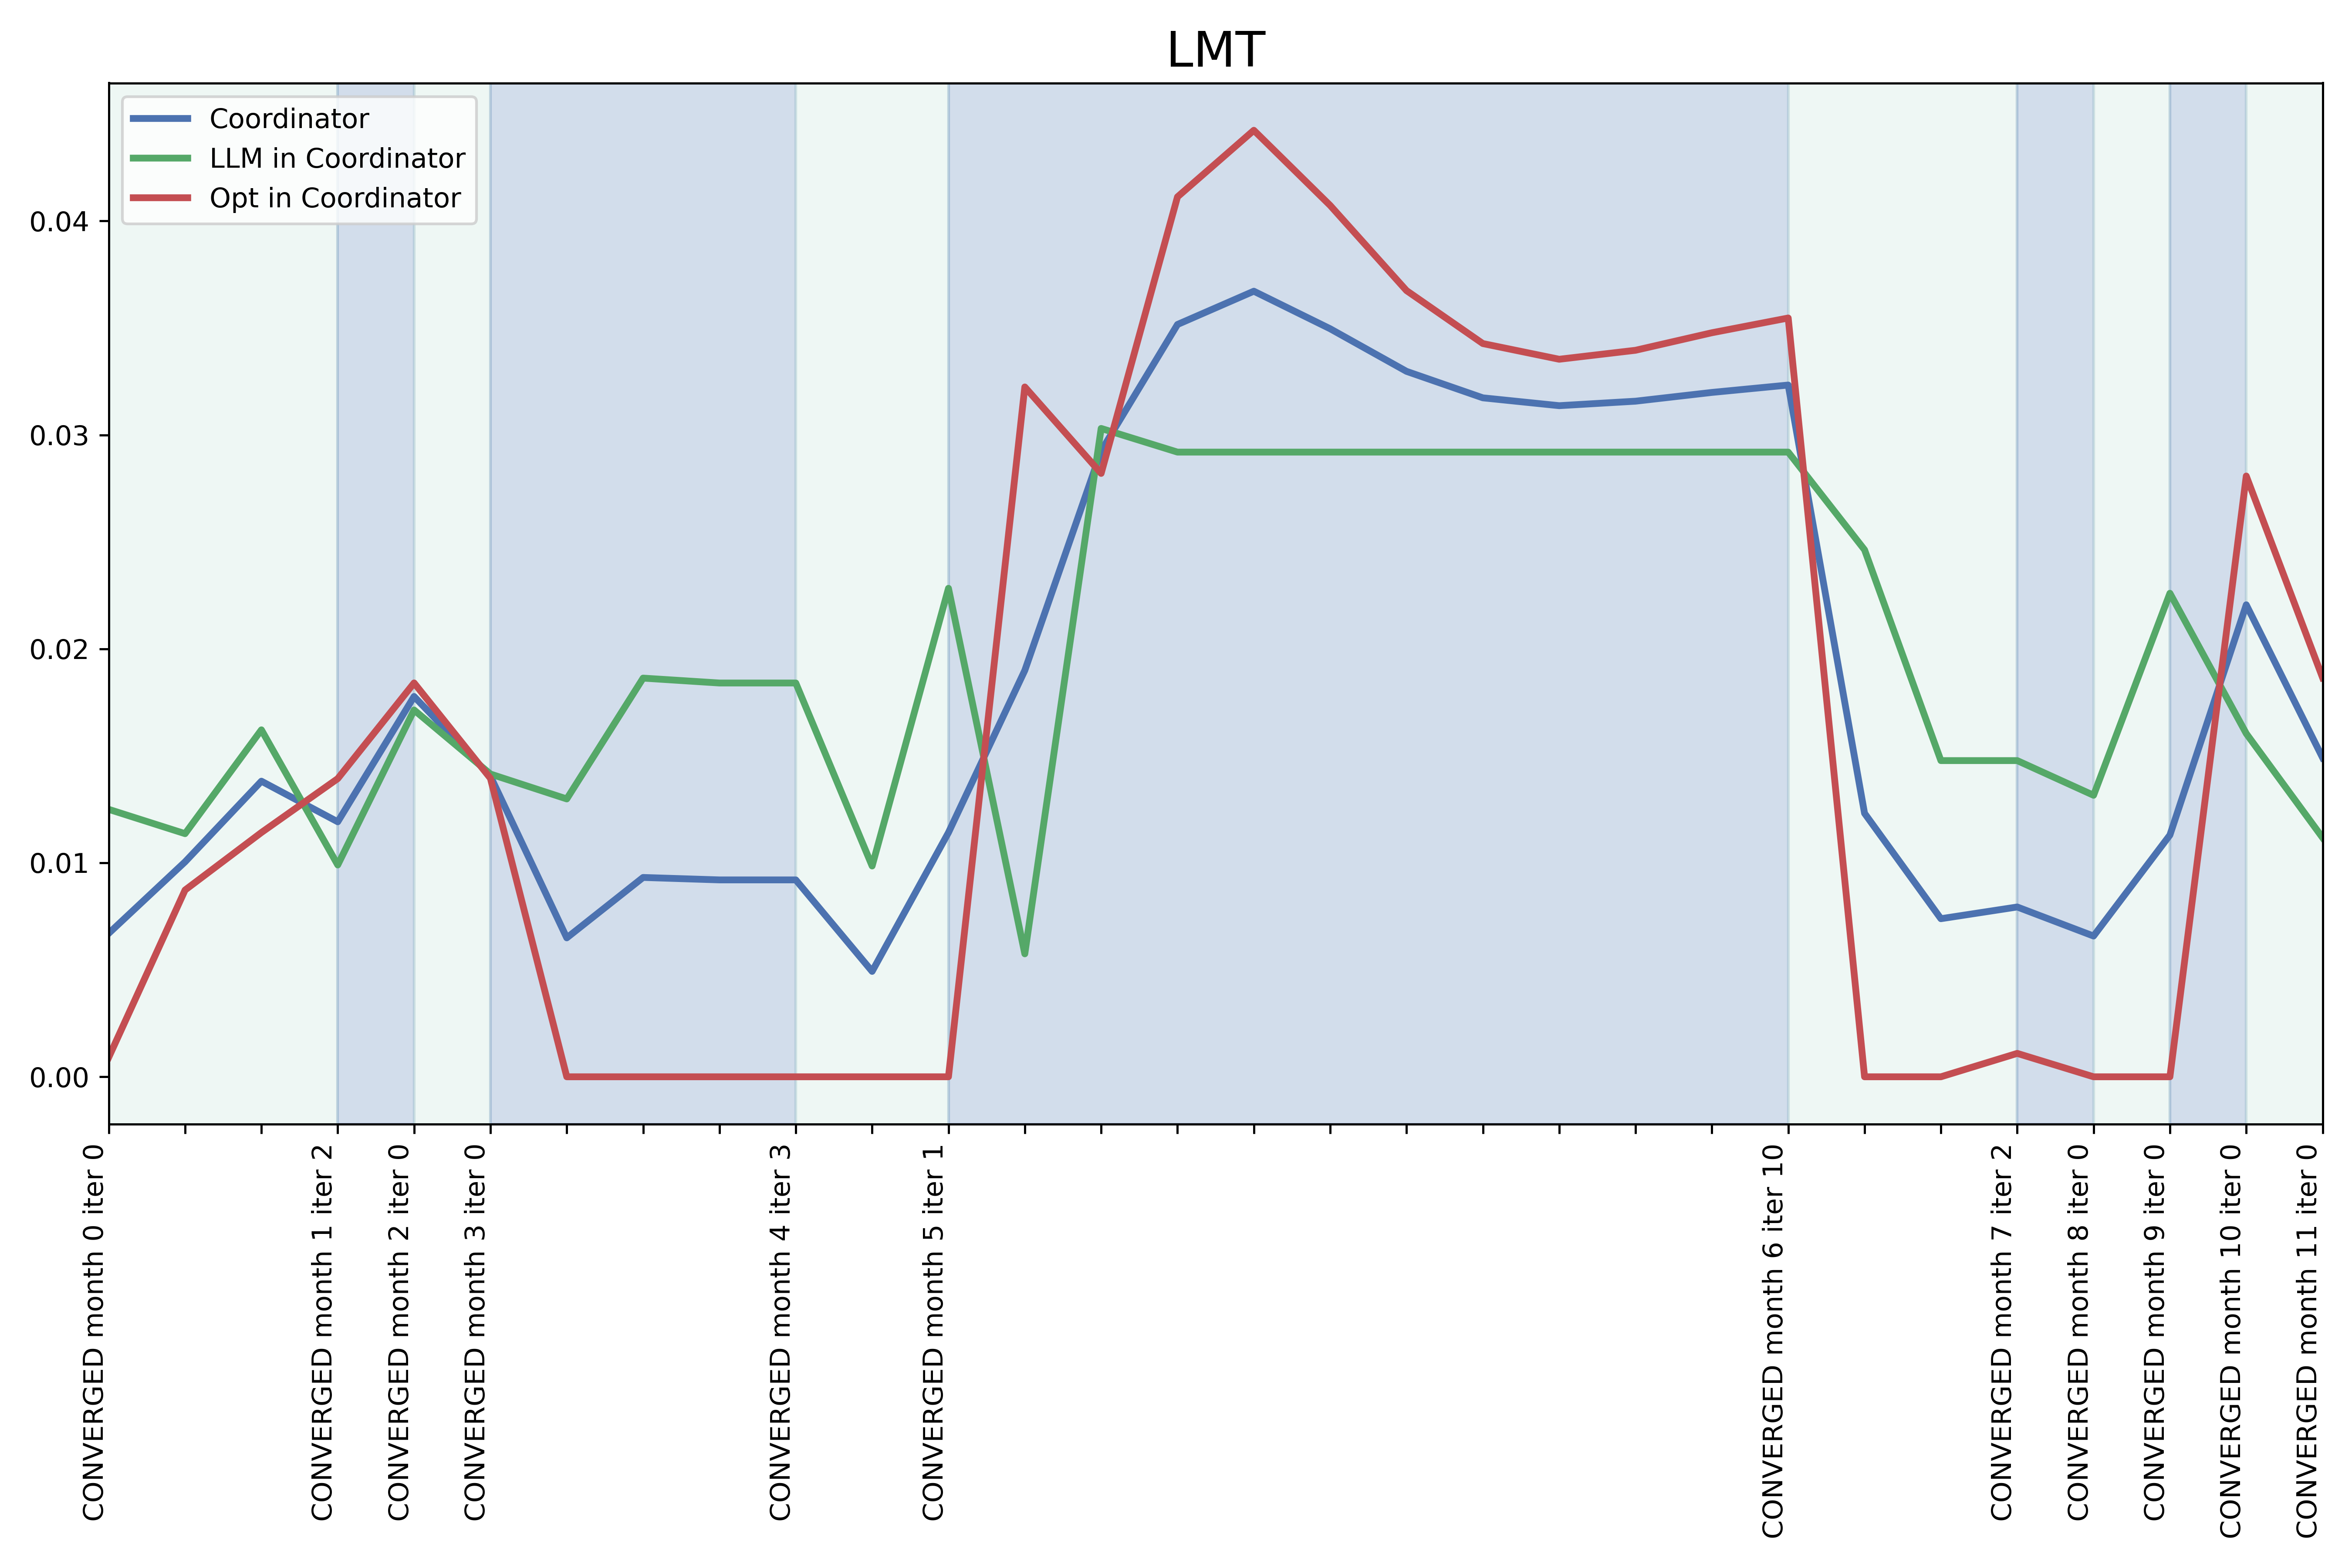 LMT
Coordinator
LLM in Coordinator
Opt in Coordinator
0.04
0.03
0.02
0.01
0.00
CONVERGED month 0 iter 0
CONVERGED month 1 iter 2
CONVERGED month 2 iter 0
CONVERGED month 3 iter 0
CONVERGED month 4 iter 3
CONVERGED month 5 iter 1
CONVERGED month 6 iter 10
CONVERGED month 7 iter 2
CONVERGED month 8 iter 0
CONVERGED month 9 iter 0
CONVERGED month 10 iter 0
CONVERGED month 11 iter 0